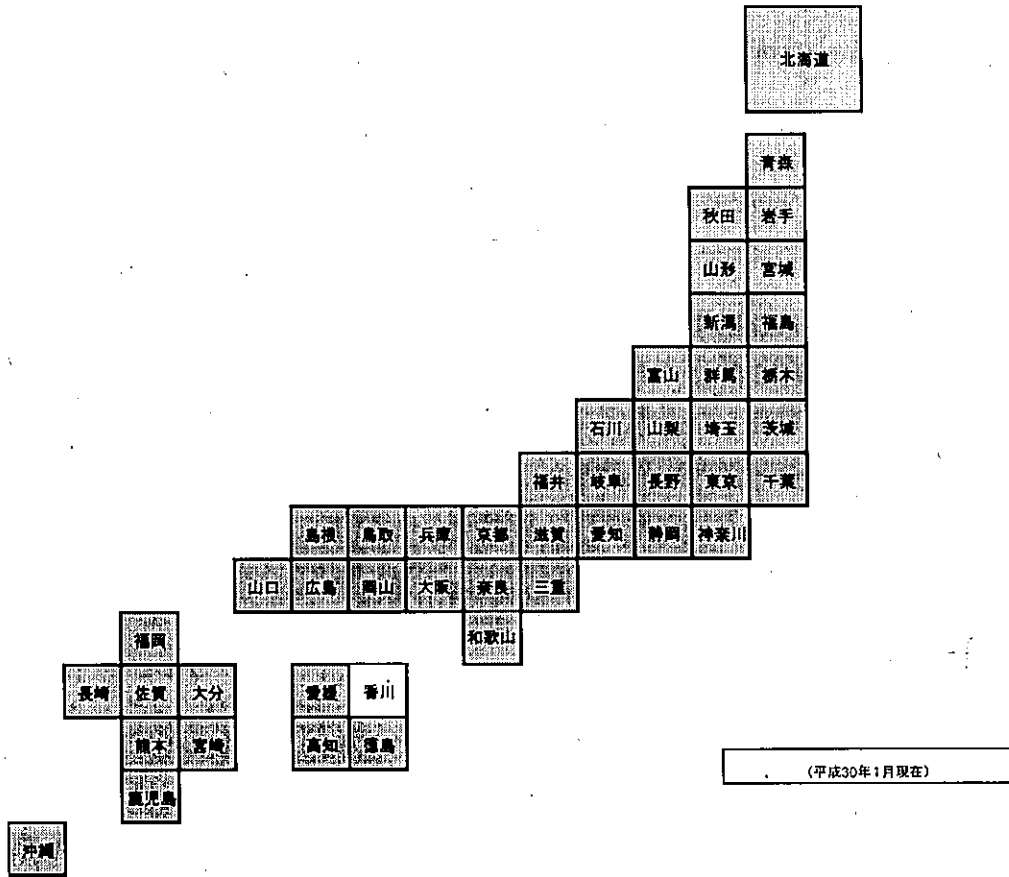 北海道
青森
秋田 岩手
山形 宮城
新潟 福島
富山 群馬 栃木
石川 山梨 埼玉 茨城
福井 岐阜 長野 東京 千葉
島根 鳥取 兵庫 京都 滋賀 愛知 静岡 神奈川
山口 広島 岡山 大阪 奈良 三重
福岡 和歌山
長崎 佐賀 大分 愛媛 香川
熊本 宮崎 高知 徳島
(平成30年1月現在)
鹿児島
沖縄